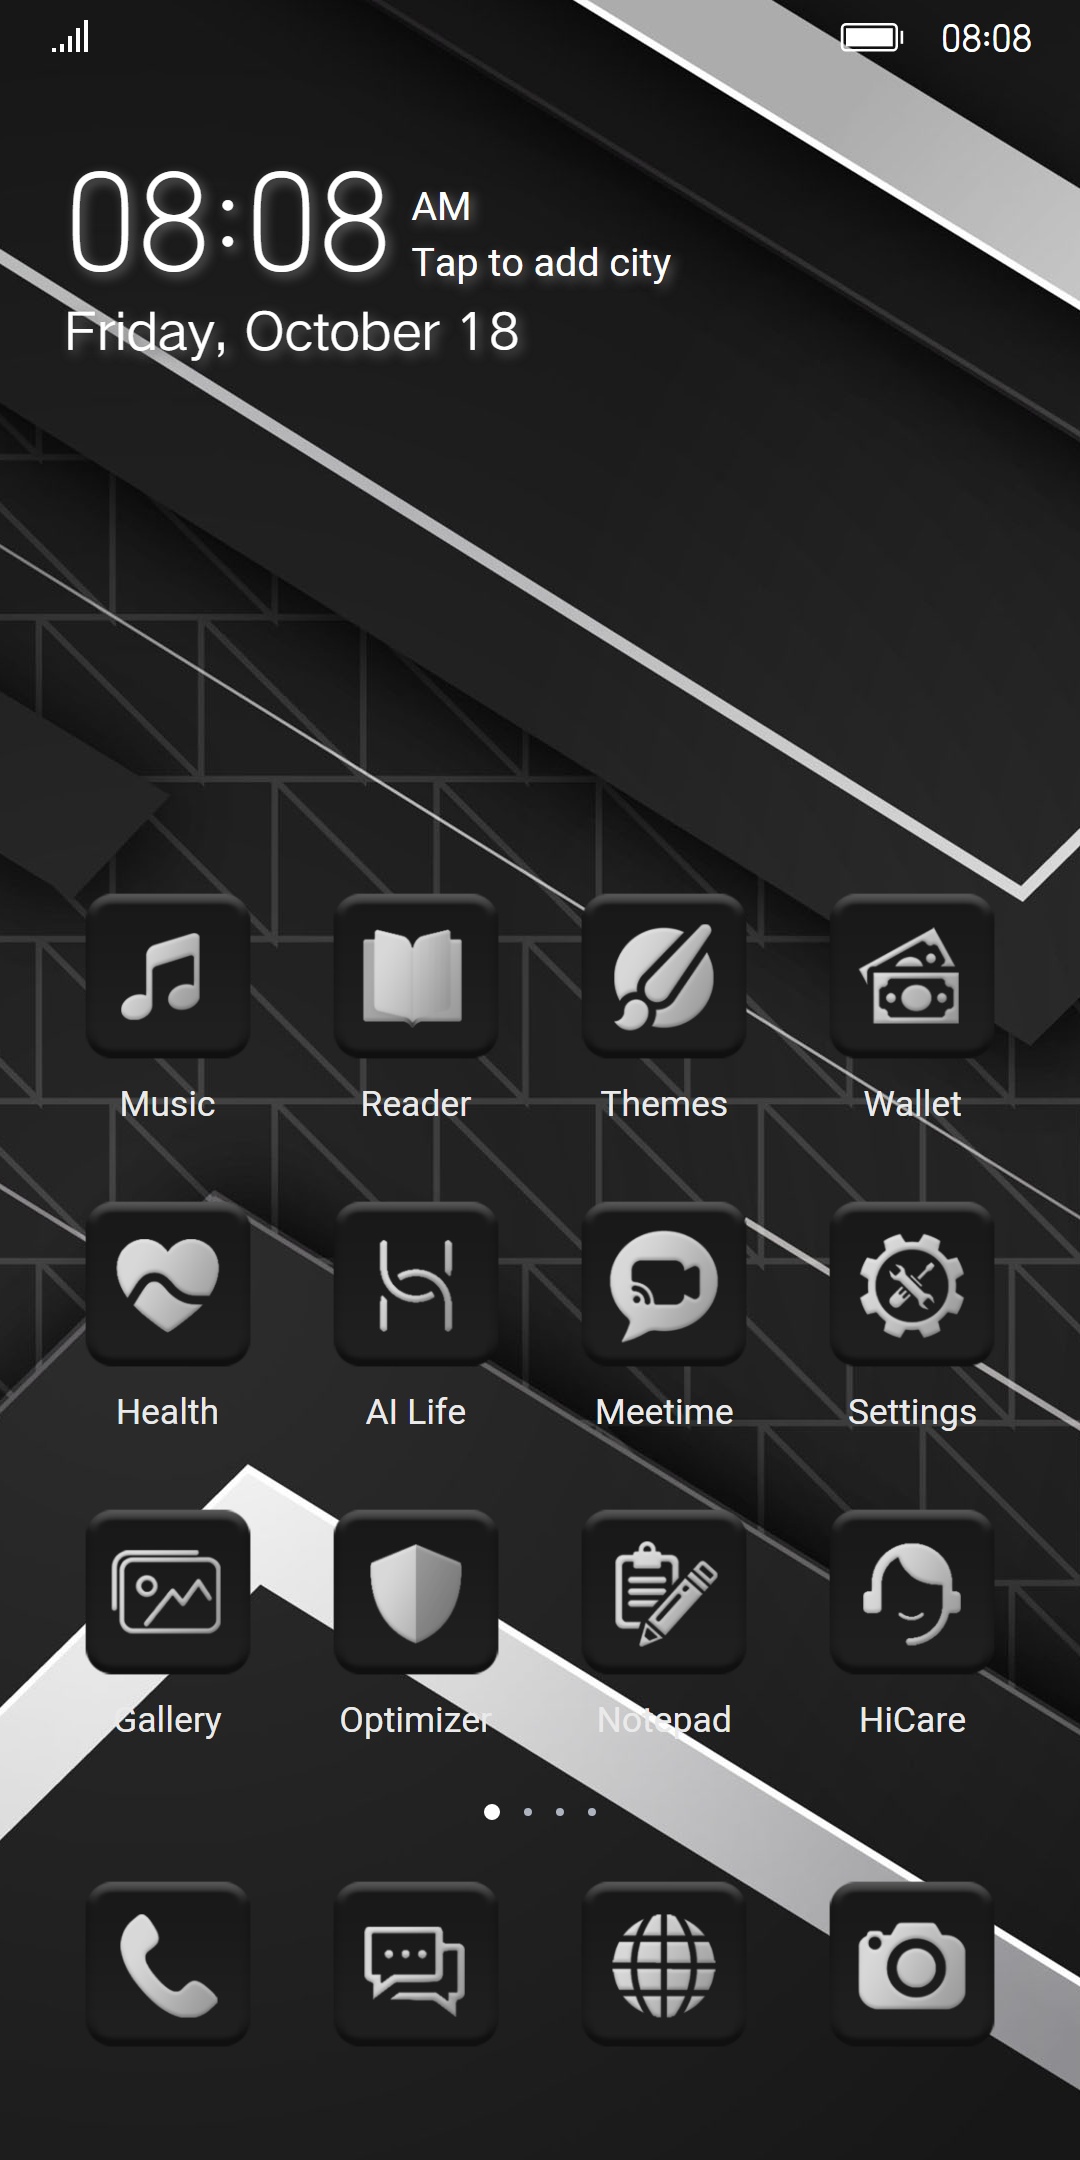 08:08
08:08 AM
Tap to add city
Friday, October 18
Music Reader Themes Wallet
Health AI Life Meetime Settings
Gallery Optimizer Notepad HiCare